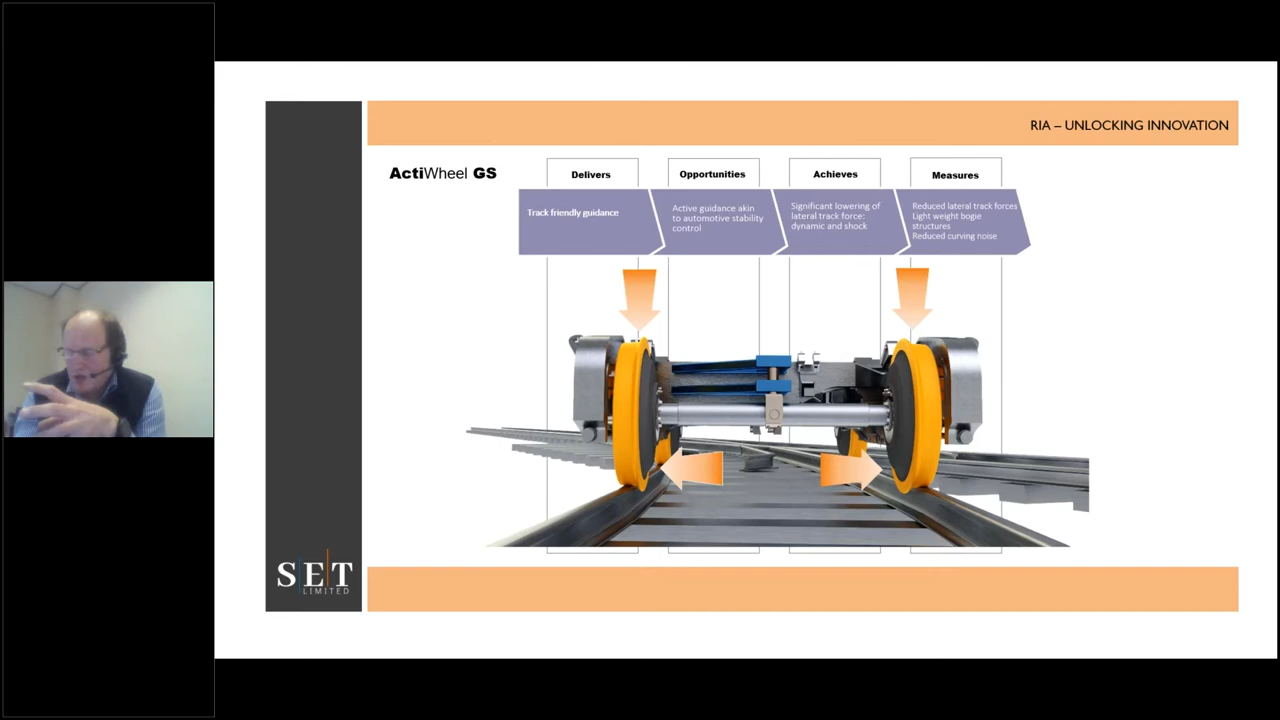 RIA – UNLOCKING INNOVATION
ActiWheel GS
Delivers
Opportunities
Achieves
Measures
Track friendly guidance
Active guidance akin
to automotive stability
control
Significant lowering of
lateral track force:
dynamic and shock
Reduced lateral track forces
Light weight bogie
structures
Reduced curving noise
SET
LIMITED